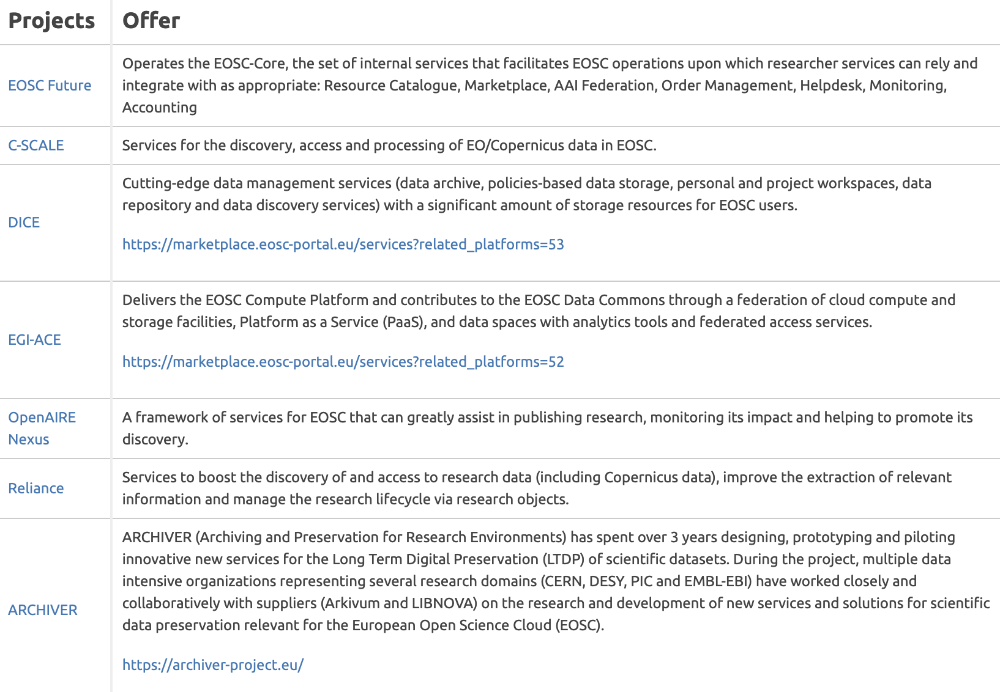 Projects
Offer
EOSC Future
Operates the EOSC-Core, the set of internal services that facilitates EOSC operations upon which researcher services can rely and
integrate with as appropriate: Resource Catalogue, Marketplace, AAI Federation, Order Management, Helpdesk, Monitoring,
Accounting
C-SCALE
Services for the discovery, access and processing of EO/Copernicus data in EOSC.
DICE
Cutting-edge data management services (data archive, policies-based data storage, personal and project workspaces, data
repository and data discovery services) with a significant amount of storage resources for EOSC users.
https://marketplace.eosc-portal.eu/services?related_platforms=53
EGI-ACE
Delivers the EOSC Compute Platform and contributes to the EOSC Data Commons through a federation of cloud compute and
storage facilities, Platform as a Service (PaaS), and data spaces with analytics tools and federated access services.
https://marketplace.eosc-portal.eu/services?related_platforms=52
OpenAIRE
Nexus
A framework of services for EOSC that can greatly assist in publishing research, monitoring its impact and helping to promote its
discovery.
Reliance
Services to boost the discovery of and access to research data (including Copernicus data), improve the extraction of relevant
information and manage the research lifecycle via research objects.
ARCHIVER
ARCHIVER (Archiving and Preservation for Research Environments) has spent over 3 years designing, prototyping and piloting
innovative new services for the Long Term Digital Preservation (LTDP) of scientific datasets. During the project, multiple data
intensive organizations representing several research domains (CERN, DESY, PIC and EMBL-EBI) have worked closely and
collaboratively with suppliers (Arkivum and LIBNOVA) on the research and development of new services and solutions for scientific
data preservation relevant for the European Open Science Cloud (EOSC).
https://archiver-project.eu/